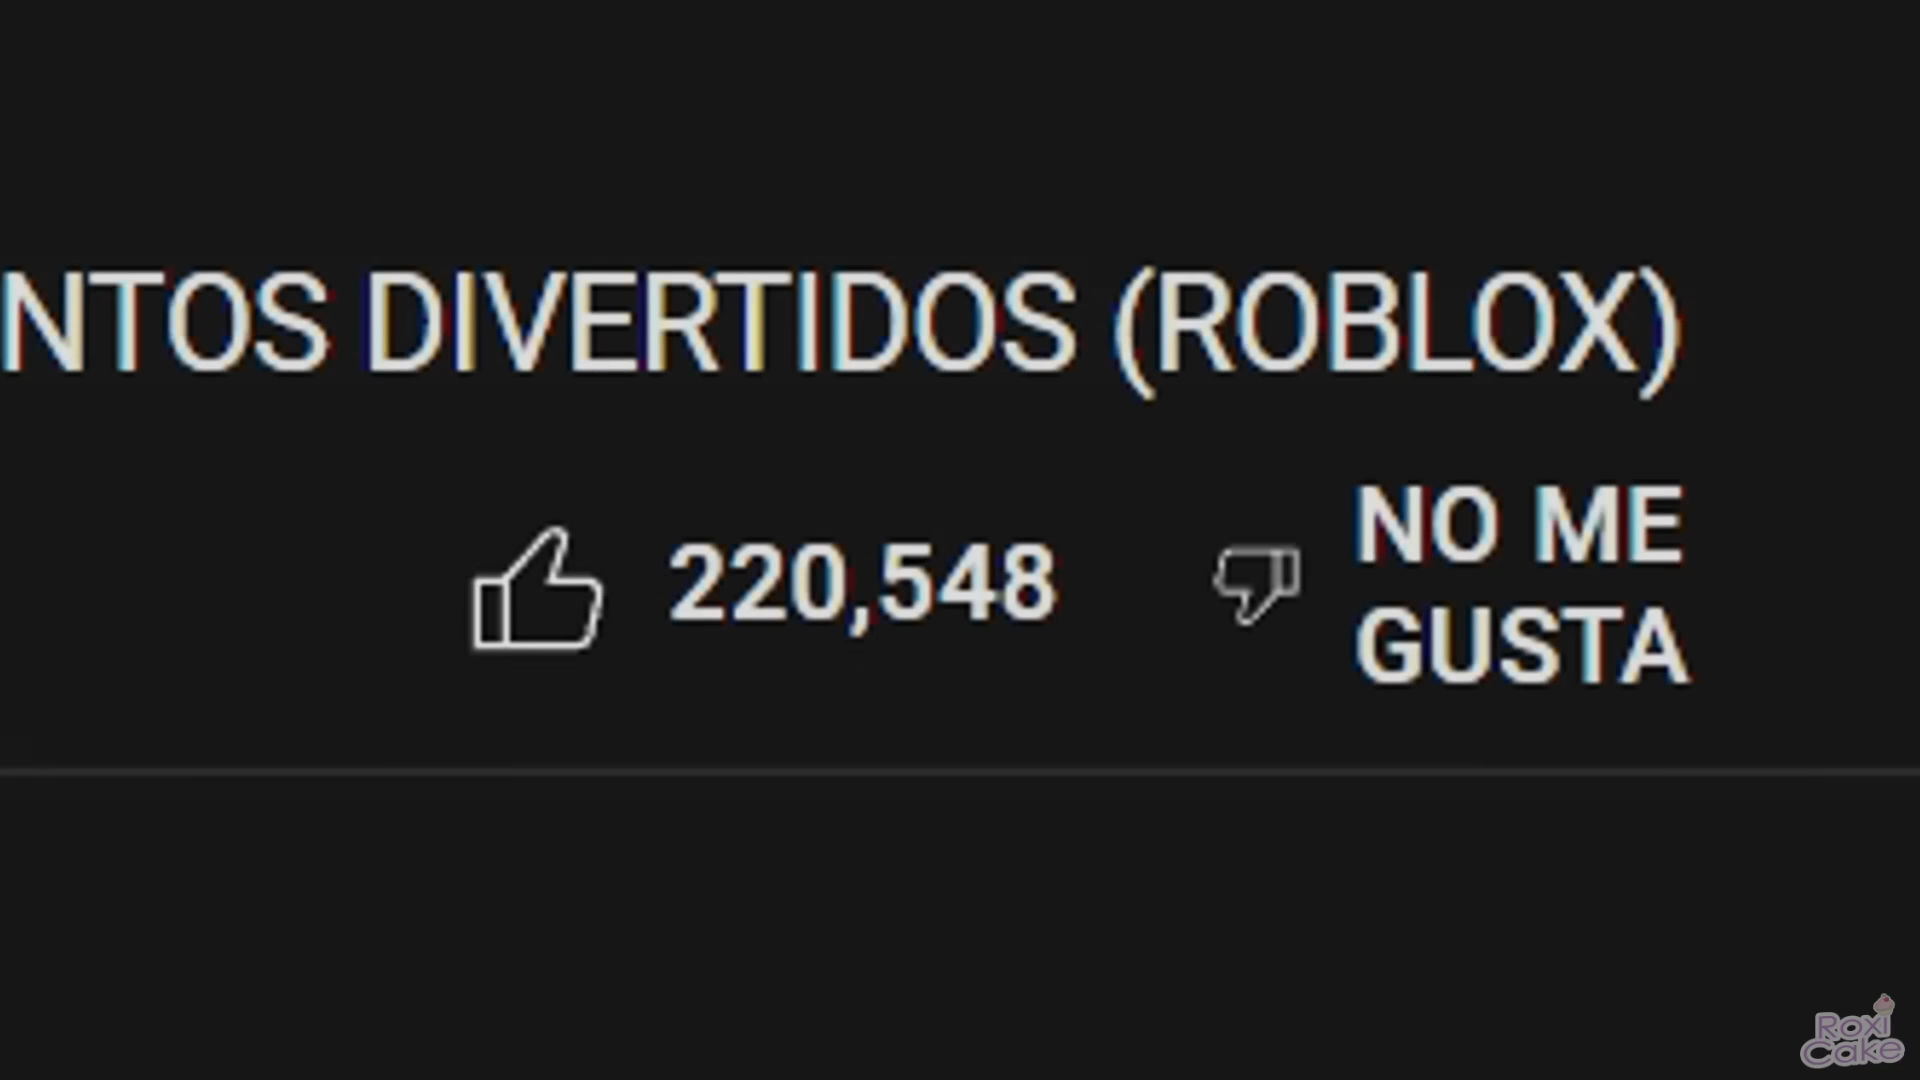 NTOS DIVERTIDOS (ROBLOX)
220,548
NO ME
GUSTA
Roxi
Cake